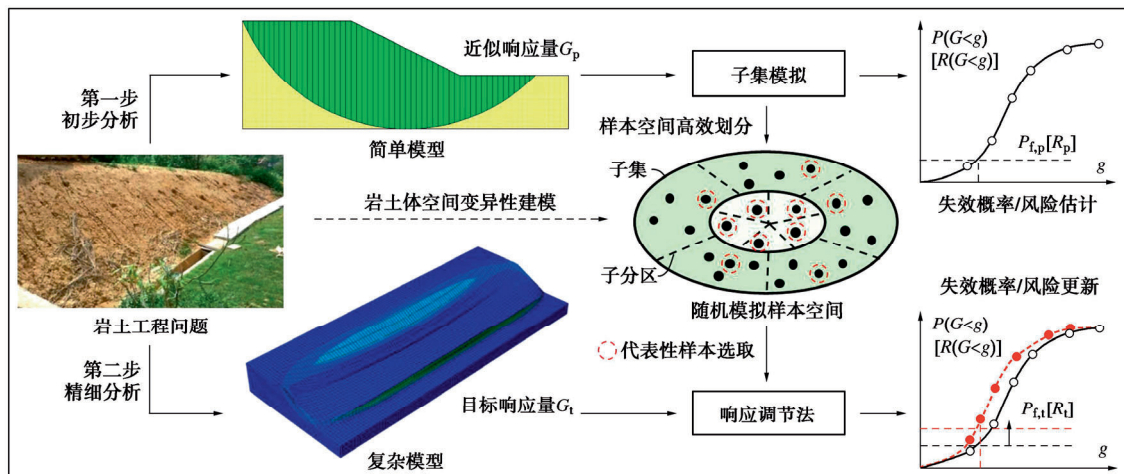 第一步
初步分析
近似响应量Gp
简单模型
子集模拟
样本空间高效划分
P(G<g)
[R(G<g)]
Pf,p[Rp]
g
失效概率/风险估计
岩土工程问题
岩土体空间变异性建模
子集
子分区
随机模拟样本空间
代表性样本选取
第二步
精细分析
目标响应量Gt
复杂模型
响应调节法
失效概率/风险更新
P(G<g)
[R(G<g)]
Pf,t[Rt]
g